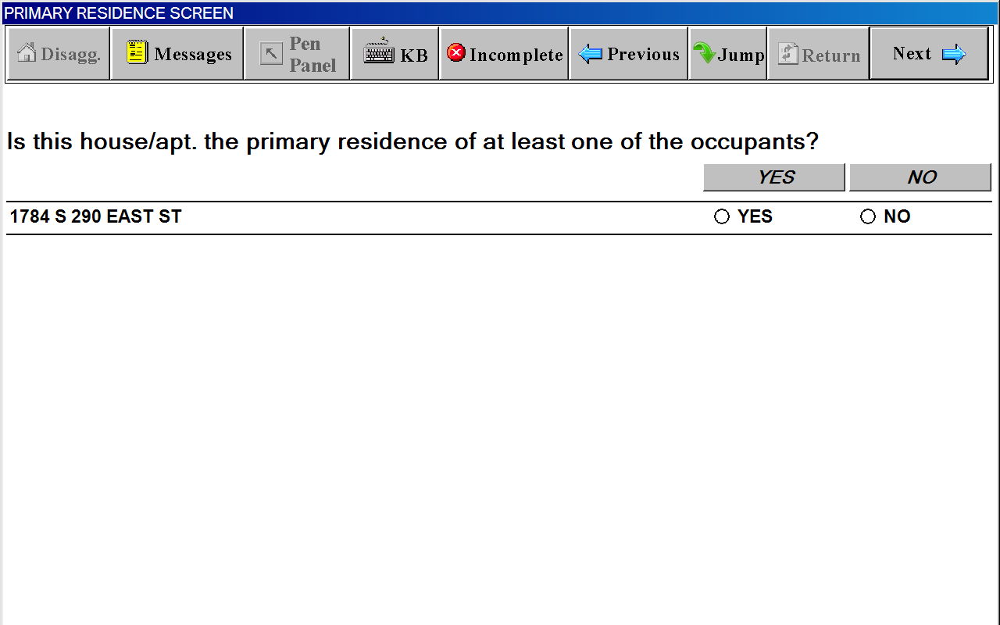 PRIMARY RESIDENCE SCREEN
Disagg. Messages Pen Panel KB Incomplete Previous Jump Return Next
Is this house/apt. the primary residence of at least one of the occupants?
YES NO
1784 S 290 EAST ST YES NO